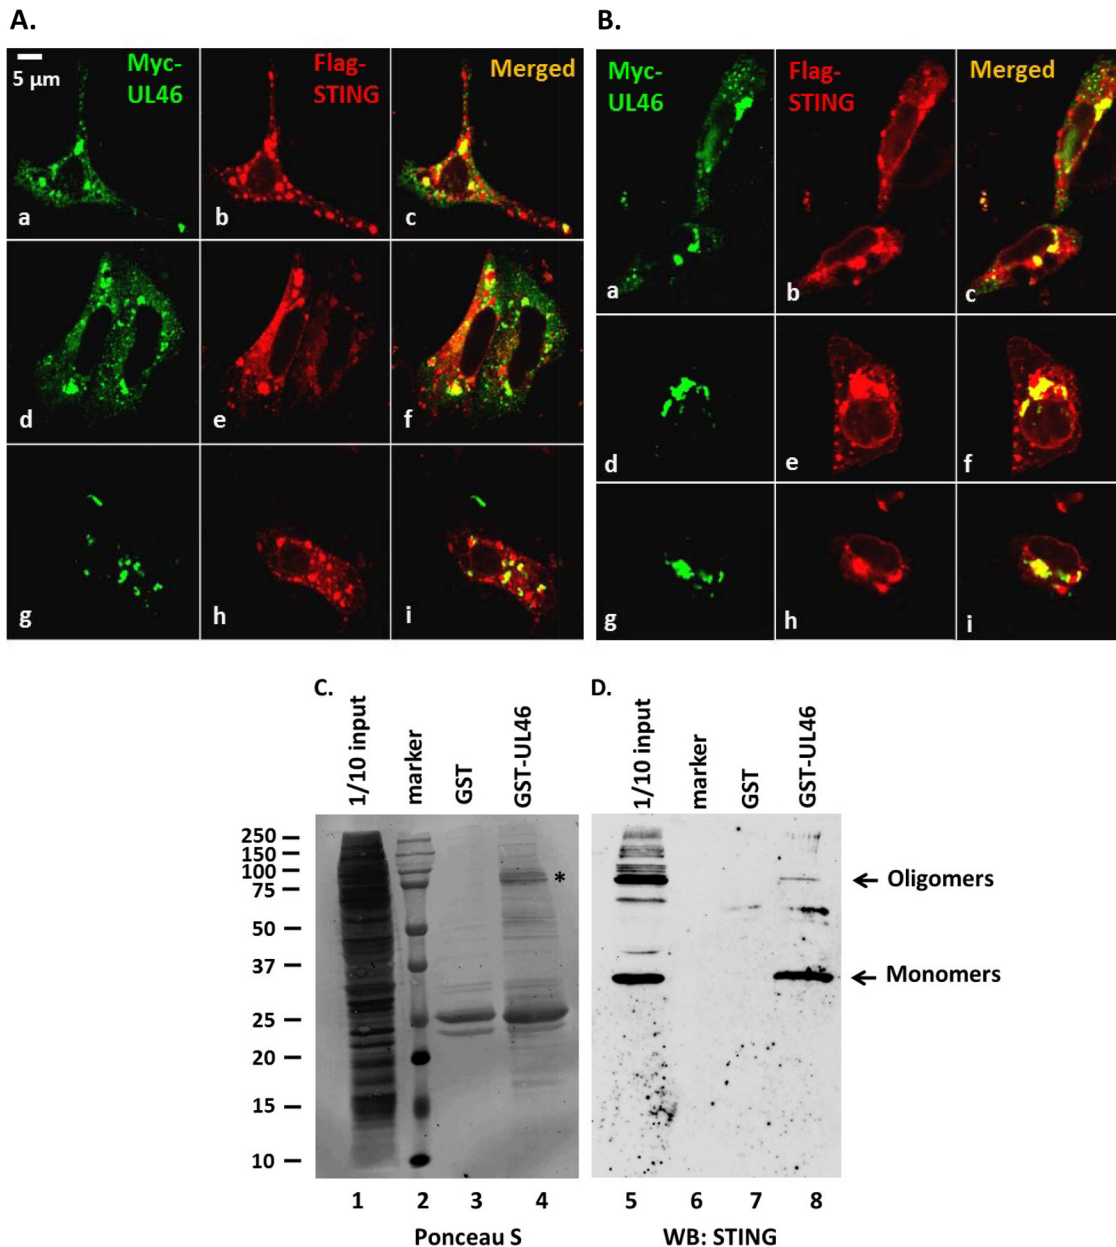 A.
B.
5 μm
Myc-UL46
Flag-STING
Merged
a
b
c
d
e
f
g
h
i
Myc-UL46
Flag-STING
Merged
a
b
c
d
e
f
g
h
i
C.
1/10 input
marker
GST
GST-UL46
250
150
100
75
50
37
25
20
15
10
*
1 2 3 4
Ponceau S
D.
1/10 input
marker
GST
GST-UL46
Oligomers
Monomers
5 6 7 8
WB: STING